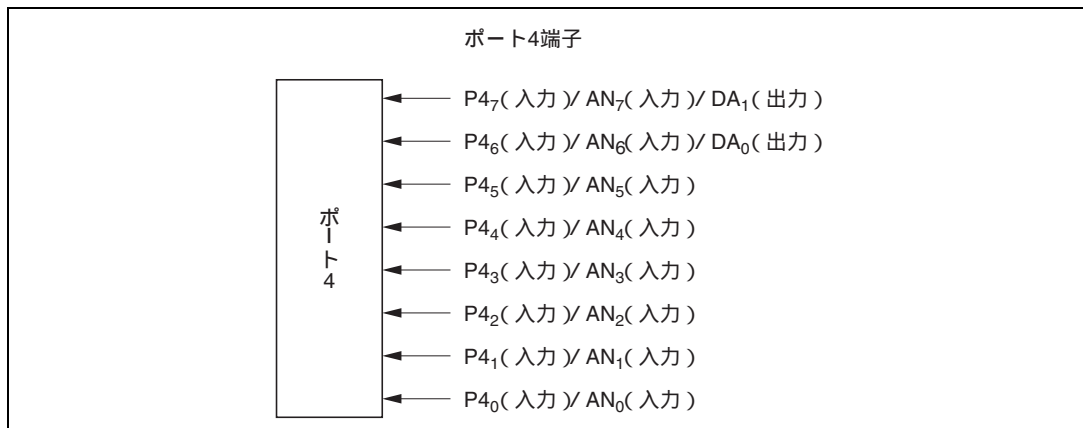 ポート4端子
P4₇(入力)/ AN₇(入力)/ DA₁(出力)
P4₆(入力)/ AN₆(入力)/ DA₀(出力)
P4₅(入力)/ AN₅(入力)
P4₄(入力)/ AN₄(入力)
ポート4
P4₃(入力)/ AN₃(入力)
P4₂(入力)/ AN₂(入力)
P4₁(入力)/ AN₁(入力)
P4₀(入力)/ AN₀(入力)